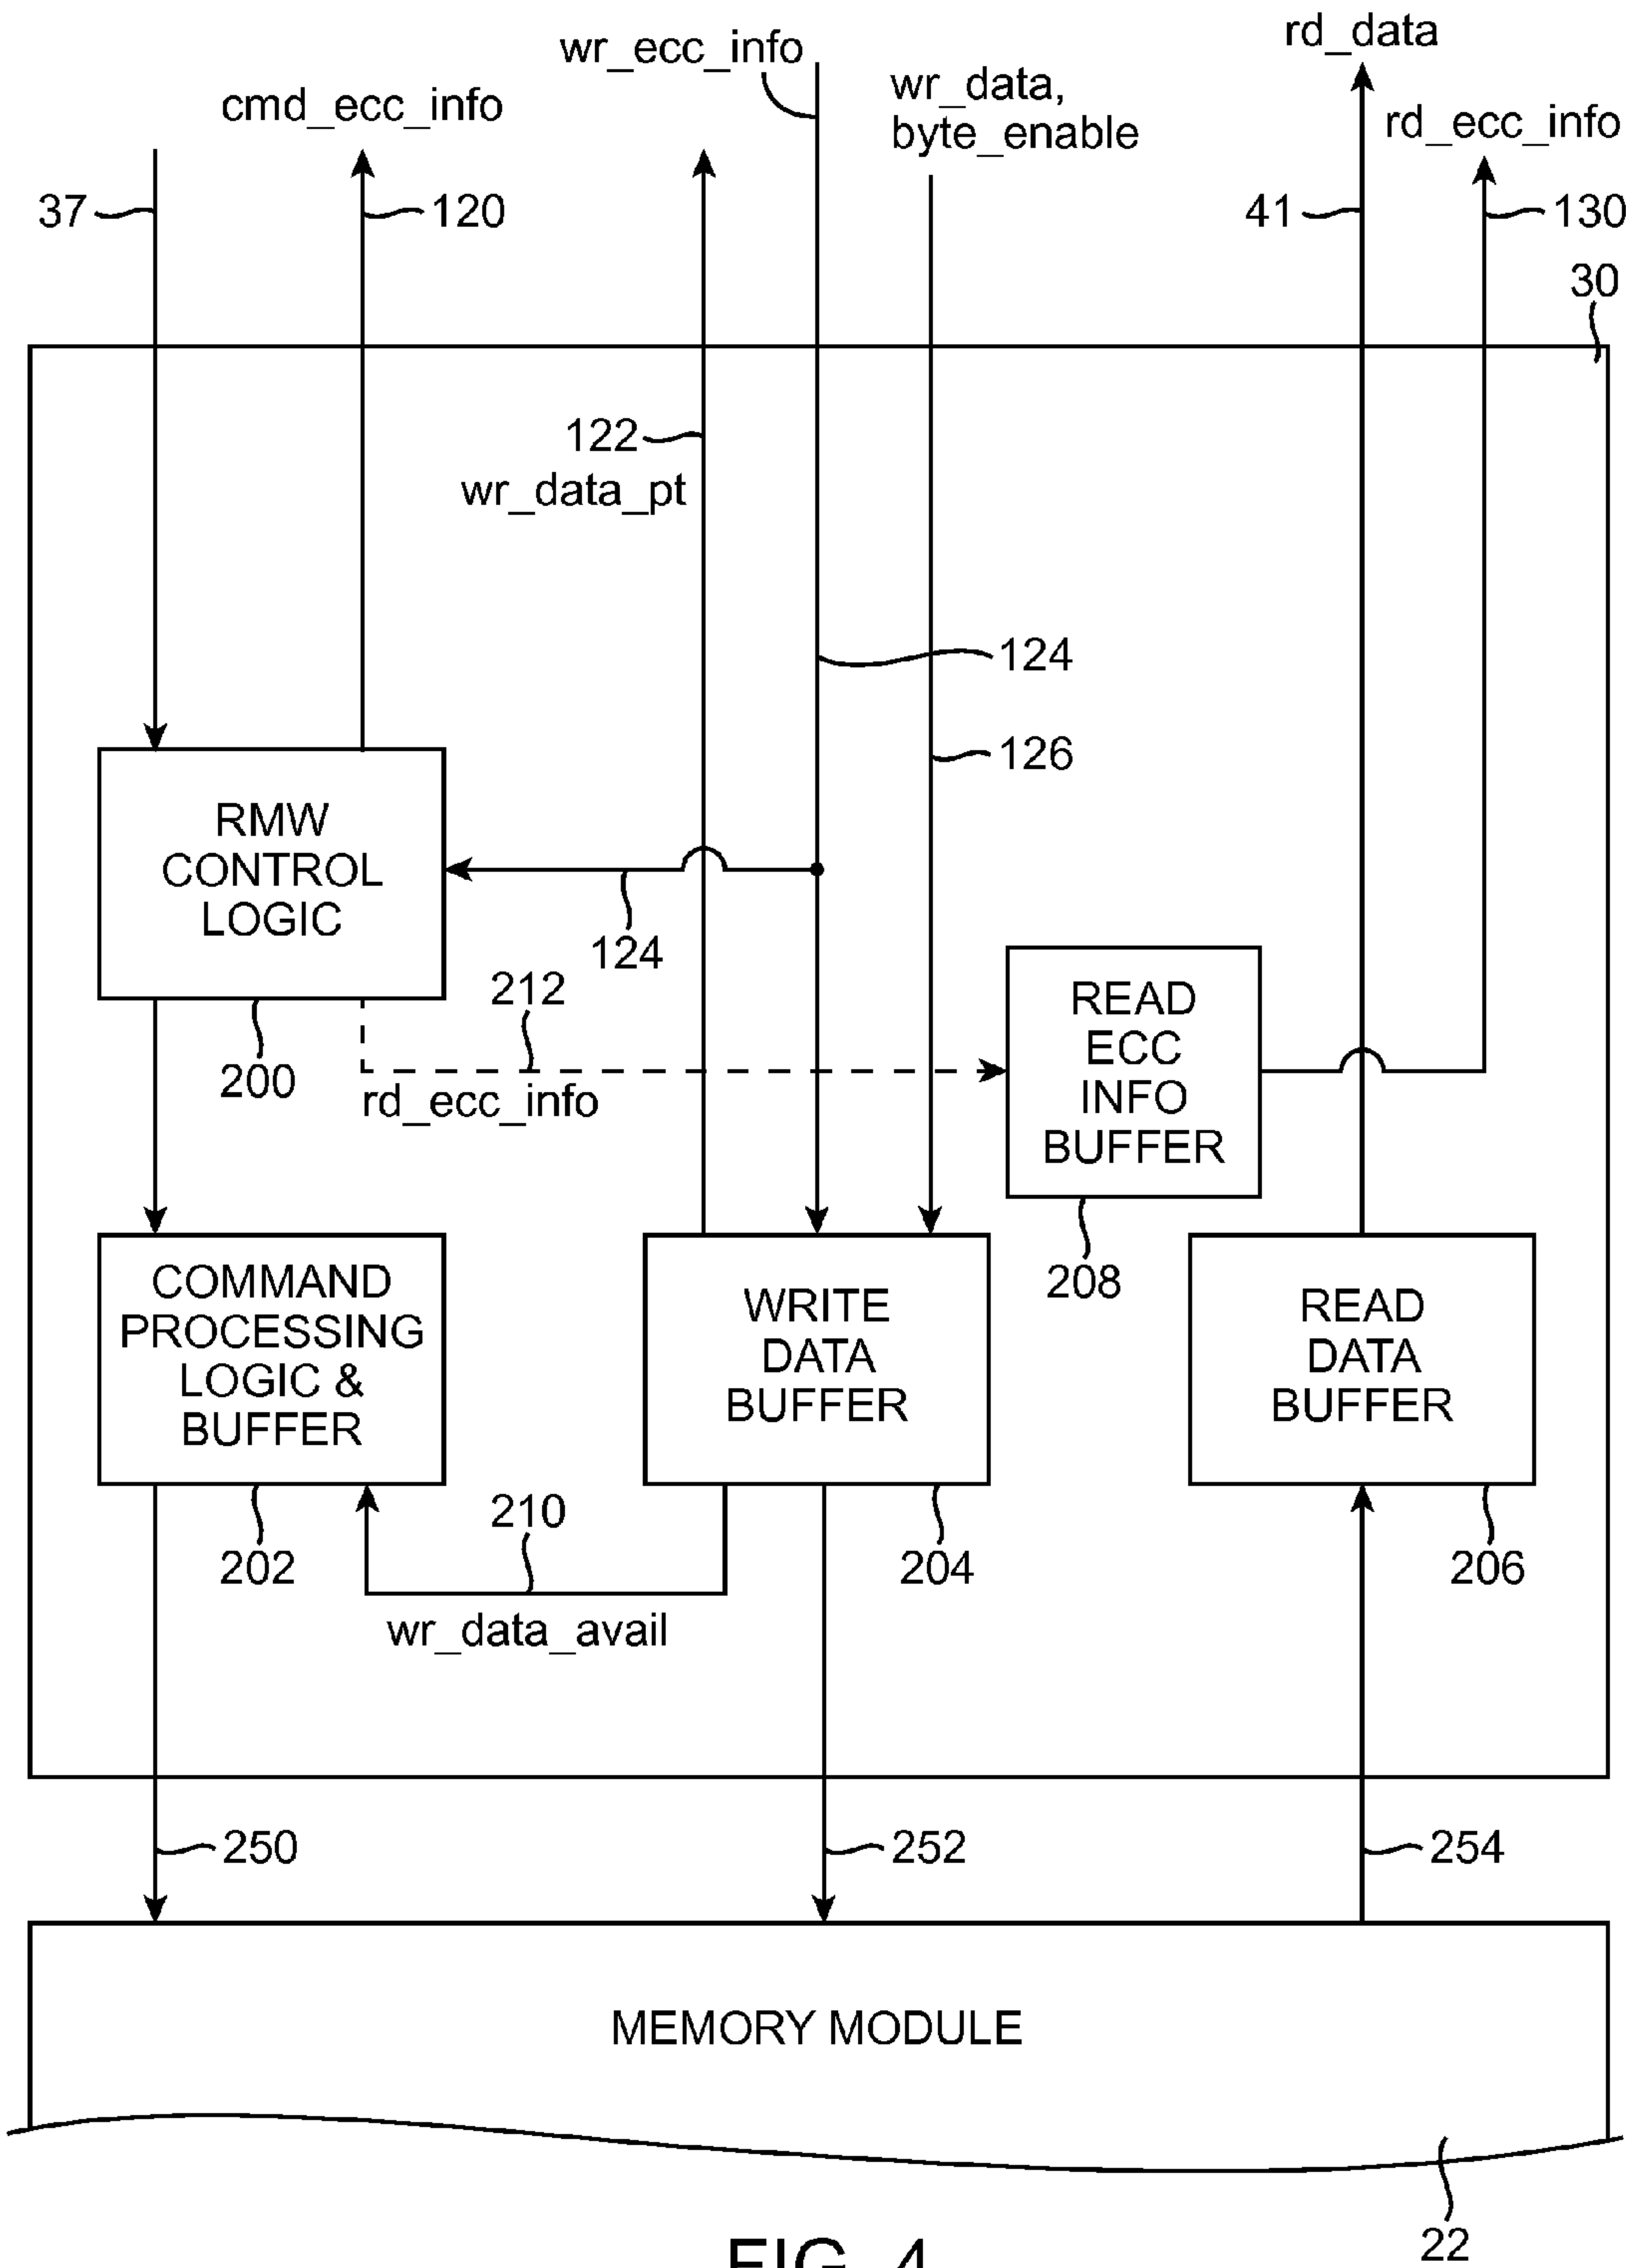 rd_data
wr_ecc_info
wr_data,
byte_enable
cmd_ecc_info
rd_ecc_info
37
120
41
130
30
122
wr_data_pt
124
126
RMW
CONTROL
LOGIC
124
212
200
rd_ecc_info
READ
ECC
INFO
BUFFER
208
COMMAND
PROCESSING
LOGIC &
BUFFER
WRITE
DATA
BUFFER
READ
DATA
BUFFER
202
210
204
206
wr_data_avail
250
252
254
MEMORY MODULE
22
FIG. 4